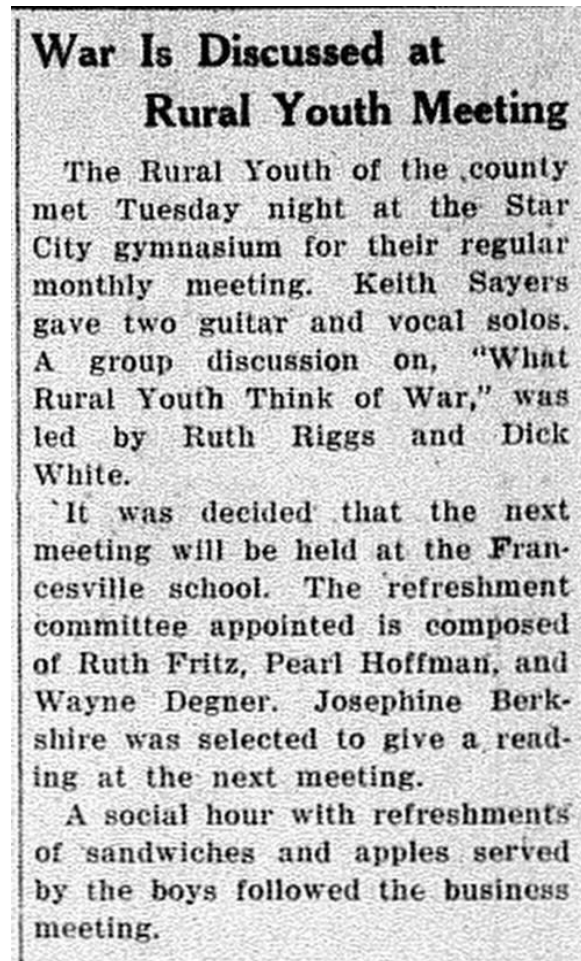 War Is Discussed at
Rural Youth Meeting
The Rural Youth of the county
met Tuesday night at the Star
City gymnasium for their regular
monthly meeting. Keith Sayers
gave two guitar and vocal solos.
A group discussion on, "What
Rural Youth Think of War," was
led by Ruth Riggs and Dick
White.
It was decided that the next
meeting will be held at the Fran-
cesville school. The refreshment
committee appointed is composed
of Ruth Fritz, Pearl Hoffman, and
Wayne Degner. Josephine Berk-
shire was selected to give a read-
ing at the next meeting.
A social hour with refreshments
of sandwiches and apples served
by the boys followed the business
meeting.